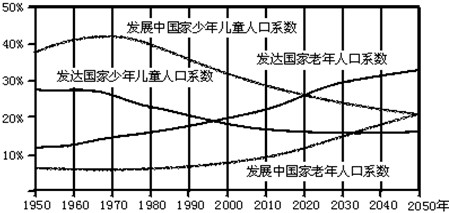 50%
发展中国家少年儿童人口系数
40%
发达国家老年人口系数
30%
发达国家少年儿童人口系数
20%
10%
发展中国家老年人口系数
1950 1960 1970 1980 1990 2000 2010 2020 2030 2040 2050年